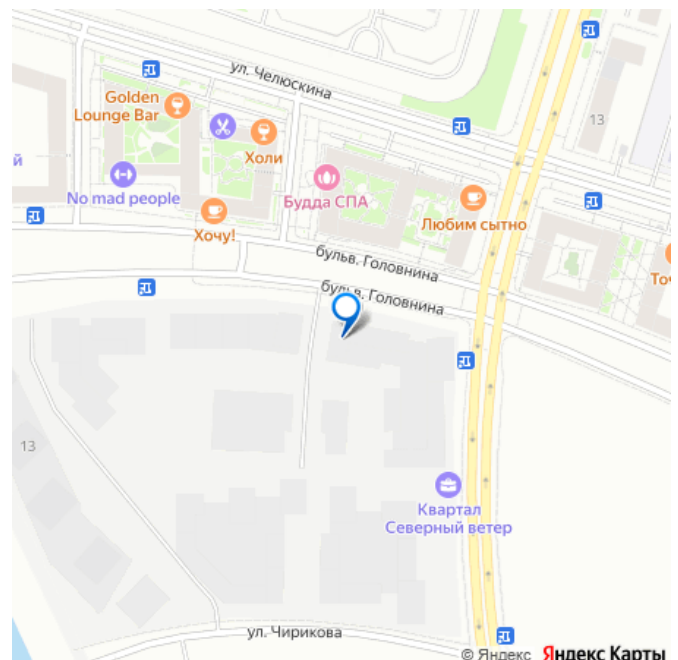 ул. Челюскина
Golden
Lounge Bar
13
Холи
й
No mad people
Будда СПА
Любим сытно
Хочу!
бульв. Головнина
бульв. Головнина
13
Квартал
Северный ветер
ул. Чирикова
© Яндекс Яндекс Карты